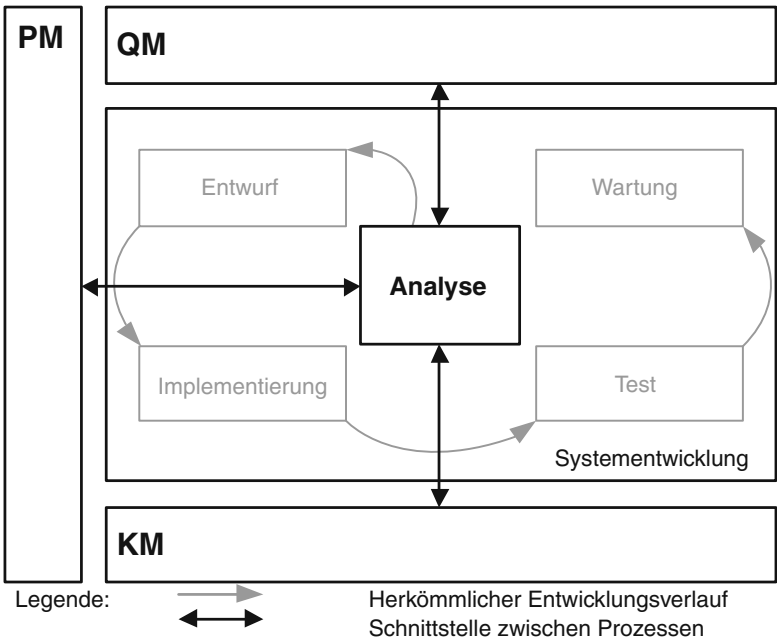 PM
QM
Entwurf
Wartung
Analyse
Implementierung
Test
Systementwicklung
KM
Legende:
Herkömmlicher Entwicklungsverlauf
Schnittstelle zwischen Prozessen